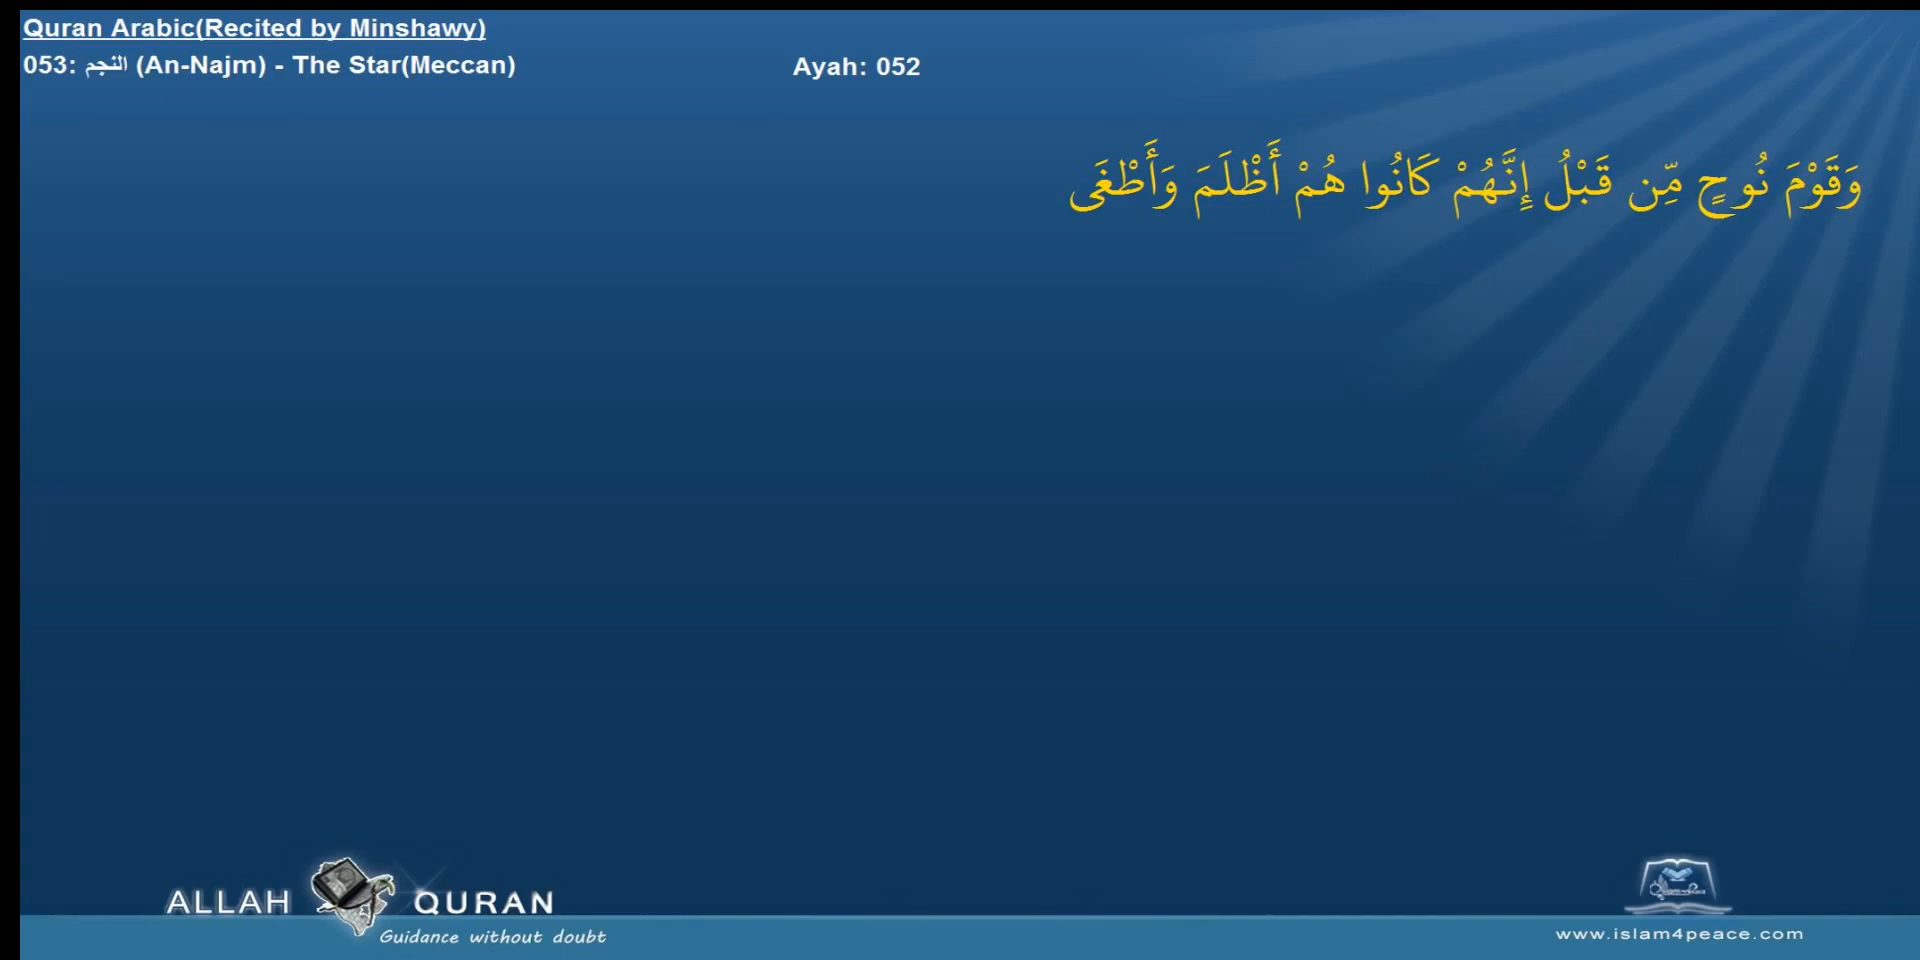 Quran Arabic(Recited by Minshawy)
053: النجم (An-Najm) - The Star(Meccan)
Ayah: 052
وَقَوْمَ نُوحٍ مِّن قَبْلُ إِنَّهُمْ كَانُوا هُمْ أَظْلَمَ وَأَطْغَى
ALLAH QURAN
Guidance without doubt
www.islam4peace.com